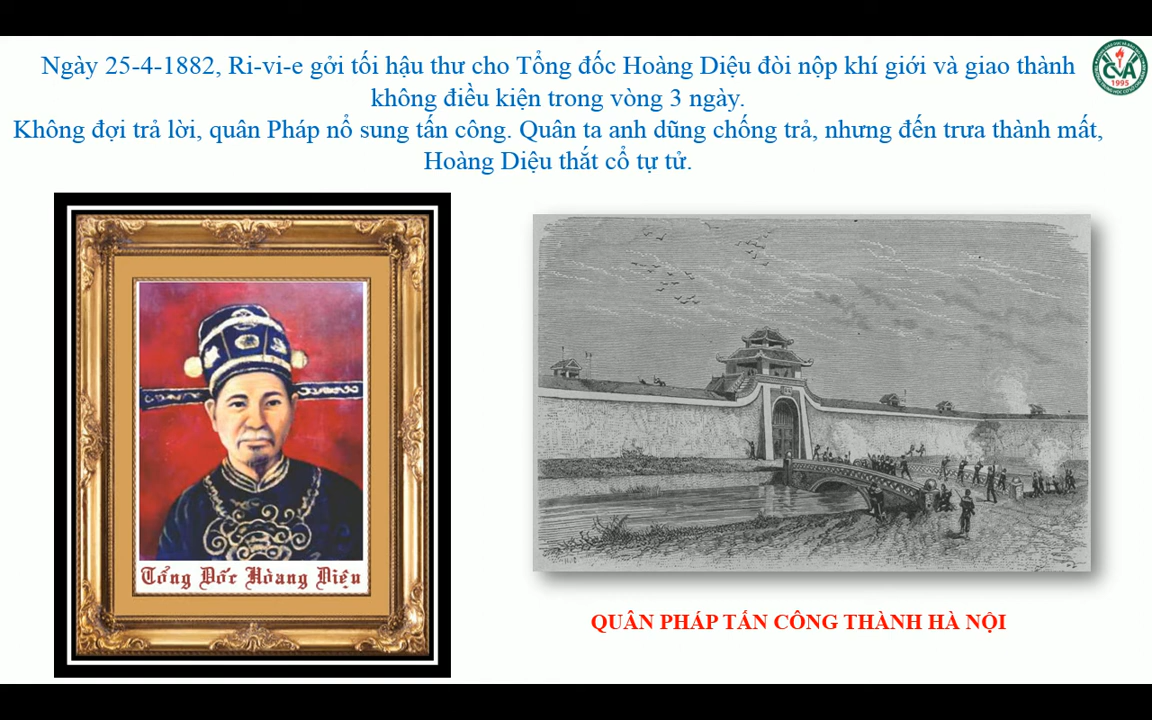 Ngày 25-4-1882, Ri-vi-e gởi tối hậu thư cho Tổng đốc Hoàng Diệu đòi nộp khí giới và giao thành
không điều kiện trong vòng 3 ngày.
Không đợi trả lời, quân Pháp nổ sung tấn công. Quân ta anh dũng chống trả, nhưng đến trưa thành mất,
Hoàng Diệu thắt cổ tự tử.
CVA
1995
Tổng Đốc Hoàng Diệu
QUÂN PHÁP TẤN CÔNG THÀNH HÀ NỘI